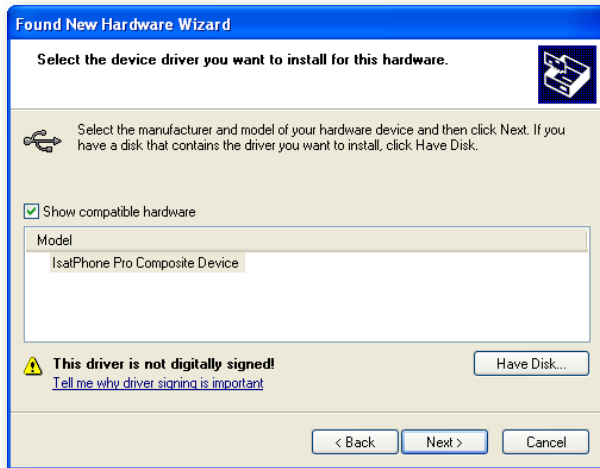 Found New Hardware Wizard
Select the device driver you want to install for this hardware.
Select the manufacturer and model of your hardware device and then click Next. If you
have a disk that contains the driver you want to install, click Have Disk.
Show compatible hardware
Model
IsatPhone Pro Composite Device
This driver is not digitally signed!
Have Disk...
Tell me why driver signing is important
< Back
Next >
Cancel